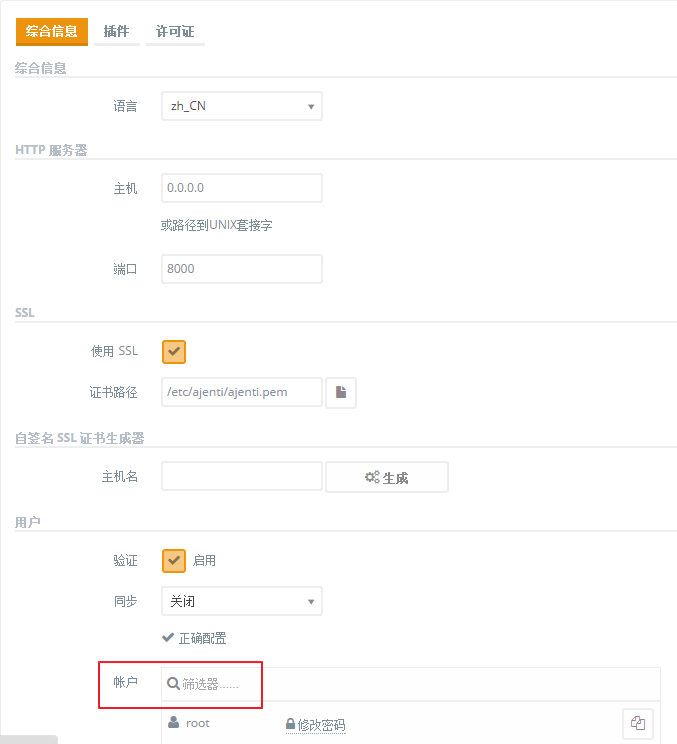 综合信息 插件 许可证
综合信息
语言 zh_CN
HTTP 服务器
主机 0.0.0.0
或路径到UNIX套接字
端口 8000
SSL
使用 SSL
证书路径 /etc/ajenti/ajenti.pem
自签名 SSL 证书生成器
主机名 生成
用户
验证 启用
同步 关闭
正确配置
帐户 筛选器......
root 修改密码